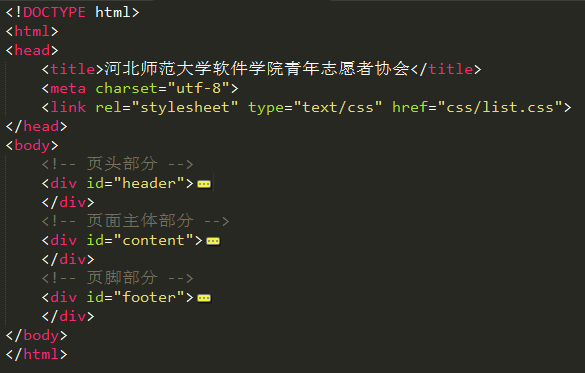 <!DOCTYPE html>
<html>
<head>
    <title>河北师范大学软件学院青年志愿者协会</title>
    <meta charset="utf-8">
    <link rel="stylesheet" type="text/css" href="css/list.css">
</head>
<body>
    <!-- 页头部分 -->
    <div id="header">
    </div>
    <!-- 页面主体部分 -->
    <div id="content">
    </div>
    <!-- 页脚部分 -->
    <div id="footer">
    </div>
</body>
</html>